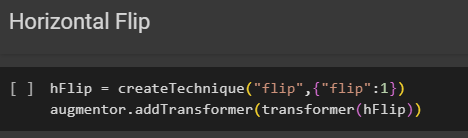 Horizontal Flip
[ ] hFlip = createTechnique("flip",{"flip":1})
augmentor.addTransformer(transformer(hFlip))